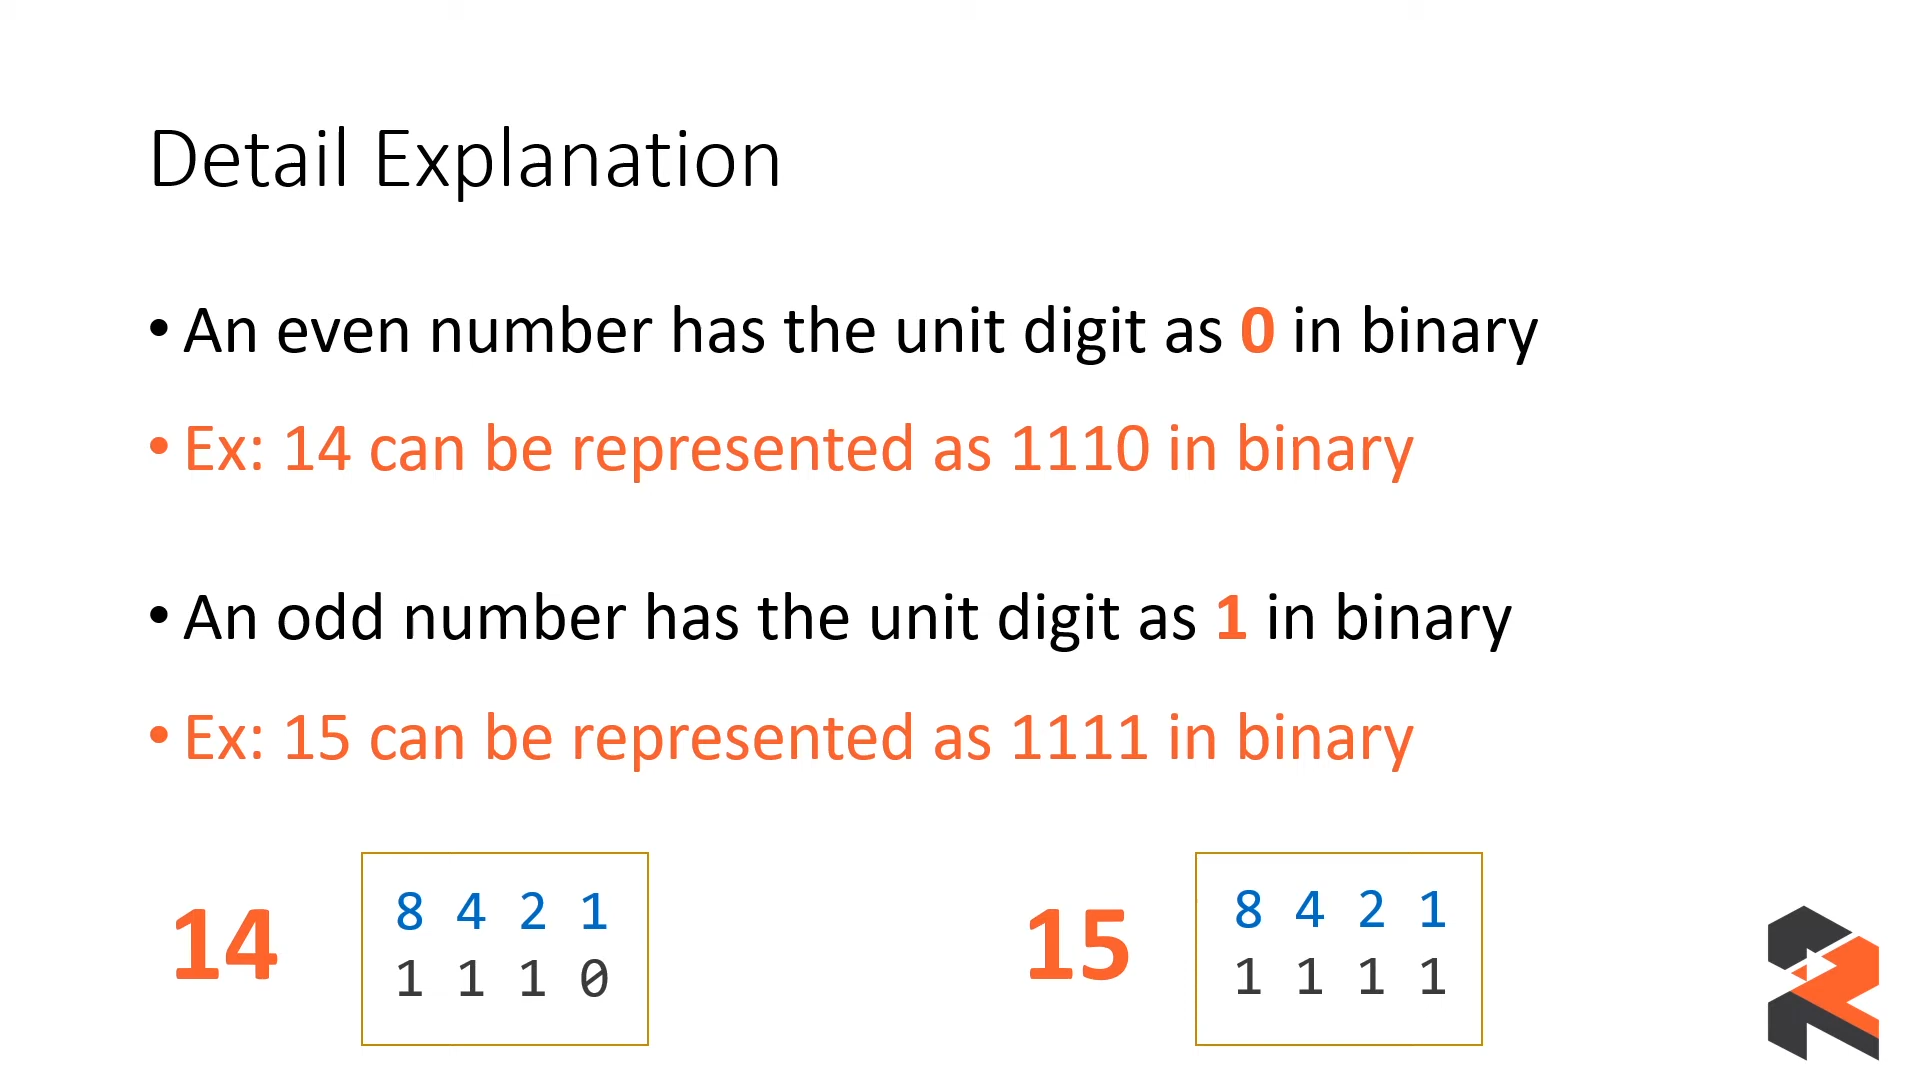 Detail Explanation
• An even number has the unit digit as 0 in binary
• Ex: 14 can be represented as 1110 in binary
• An odd number has the unit digit as 1 in binary
• Ex: 15 can be represented as 1111 in binary
14
8 4 2 1
1 1 1 0
15
8 4 2 1
1 1 1 1